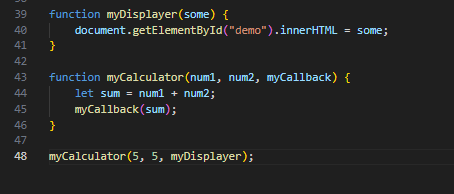 39 function myDisplayer(some) {
40     document.getElementById("demo").innerHTML = some;
41 }
42
43 function myCalculator(num1, num2, myCallback) {
44     let sum = num1 + num2;
45     myCallback(sum);
46 }
47
48 myCalculator(5, 5, myDisplayer);